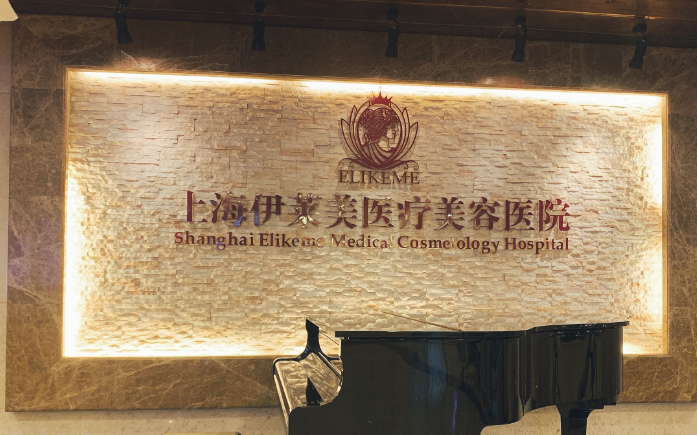 ELIKEME
上海伊莱美医疗美容医院
Shanghai Elikeme Medical Cosmetology Hospital